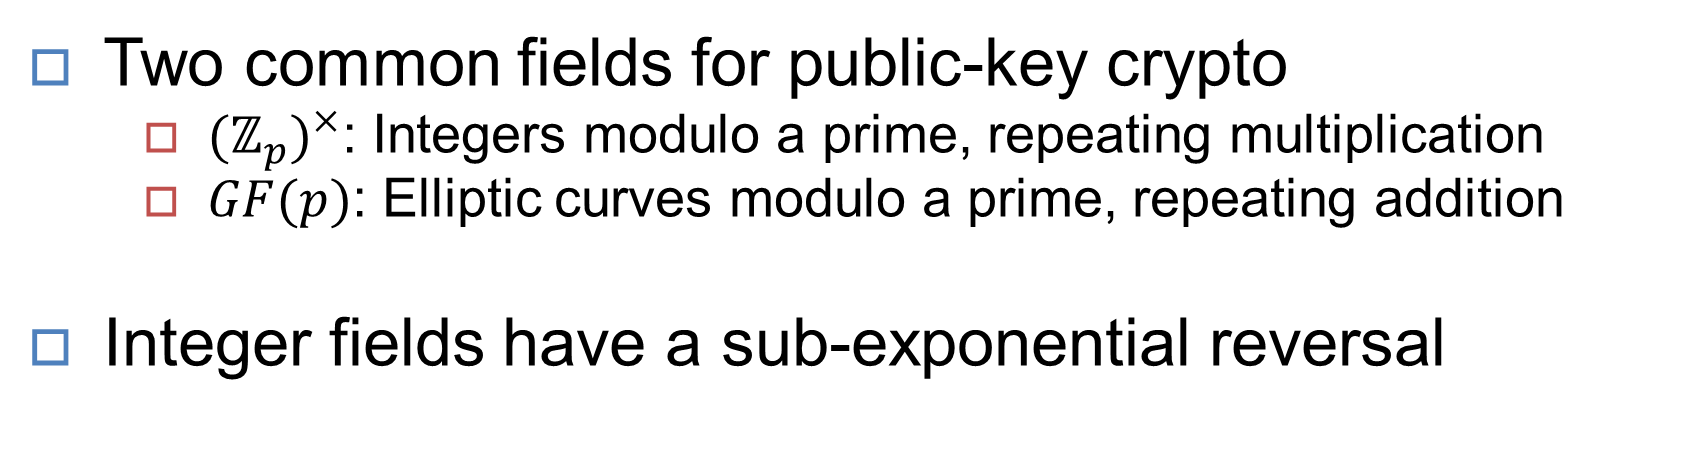 Two common fields for public-key crypto
(ℤₚ)ˣ: Integers modulo a prime, repeating multiplication
GF(p): Elliptic curves modulo a prime, repeating addition
Integer fields have a sub-exponential reversal